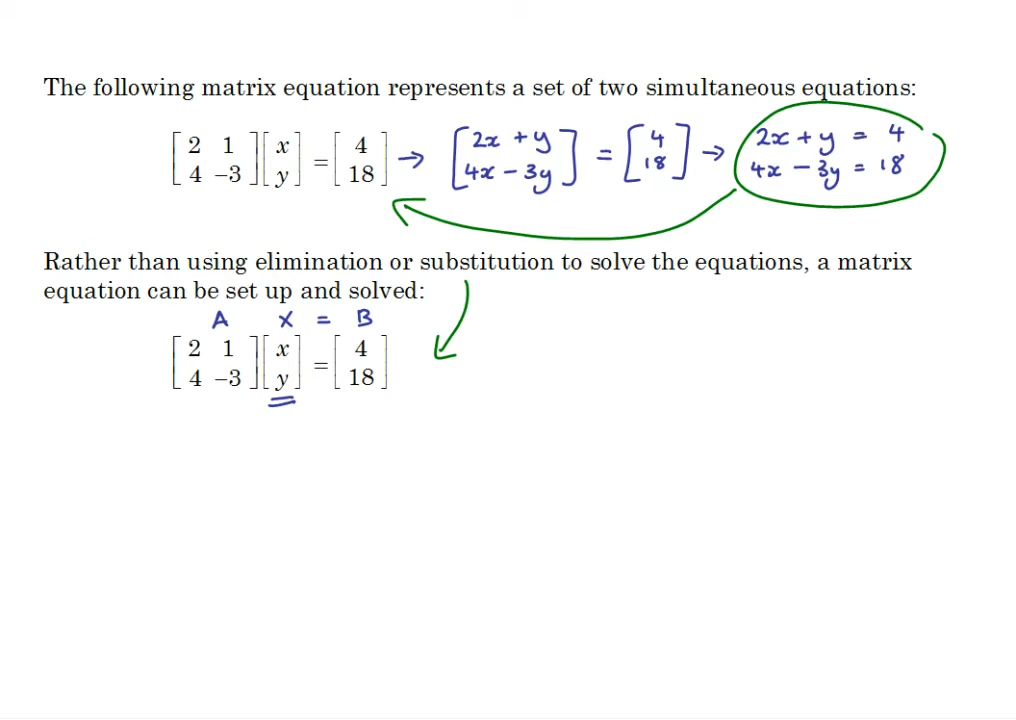 The following matrix equation represents a set of two simultaneous equations:
[2 1; 4 −3] [x; y] = [4; 18] → [2x + y; 4x − 3y] = [4; 18] → 2x + y = 4
4x − 3y = 18
Rather than using elimination or substitution to solve the equations, a matrix
equation can be set up and solved:
A X = B
[2 1; 4 −3] [x; y] = [4; 18]